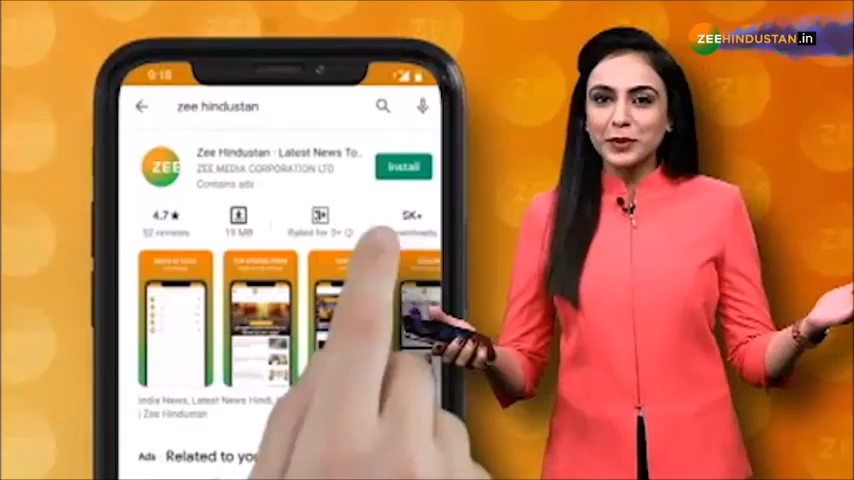 ZEEHINDUSTAN.in
9:18
zee hindustan
Zee Hindustan - Latest News To..
ZEE MEDIA CORPORATION LTD
Contains ads
Install
ZEE
4.7★
3+
5K+
52 reviews
19 MB
Rated for 3+
India News, Latest News Hindi,
| Zee Hindustan
Ads
Related to you